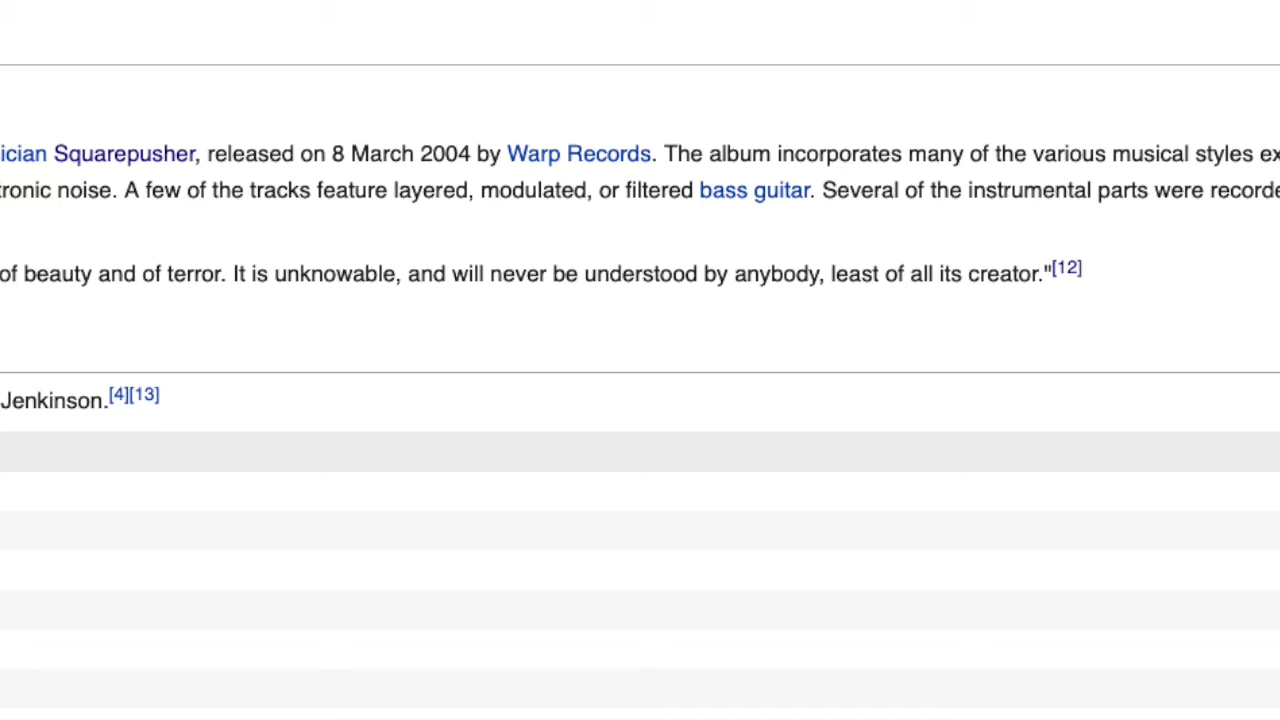 ician Squarepusher, released on 8 March 2004 by Warp Records. The album incorporates many of the various musical styles ex
ronic noise. A few of the tracks feature layered, modulated, or filtered bass guitar. Several of the instrumental parts were recorde
of beauty and of terror. It is unknowable, and will never be understood by anybody, least of all its creator."[12]
Jenkinson.[4][13]